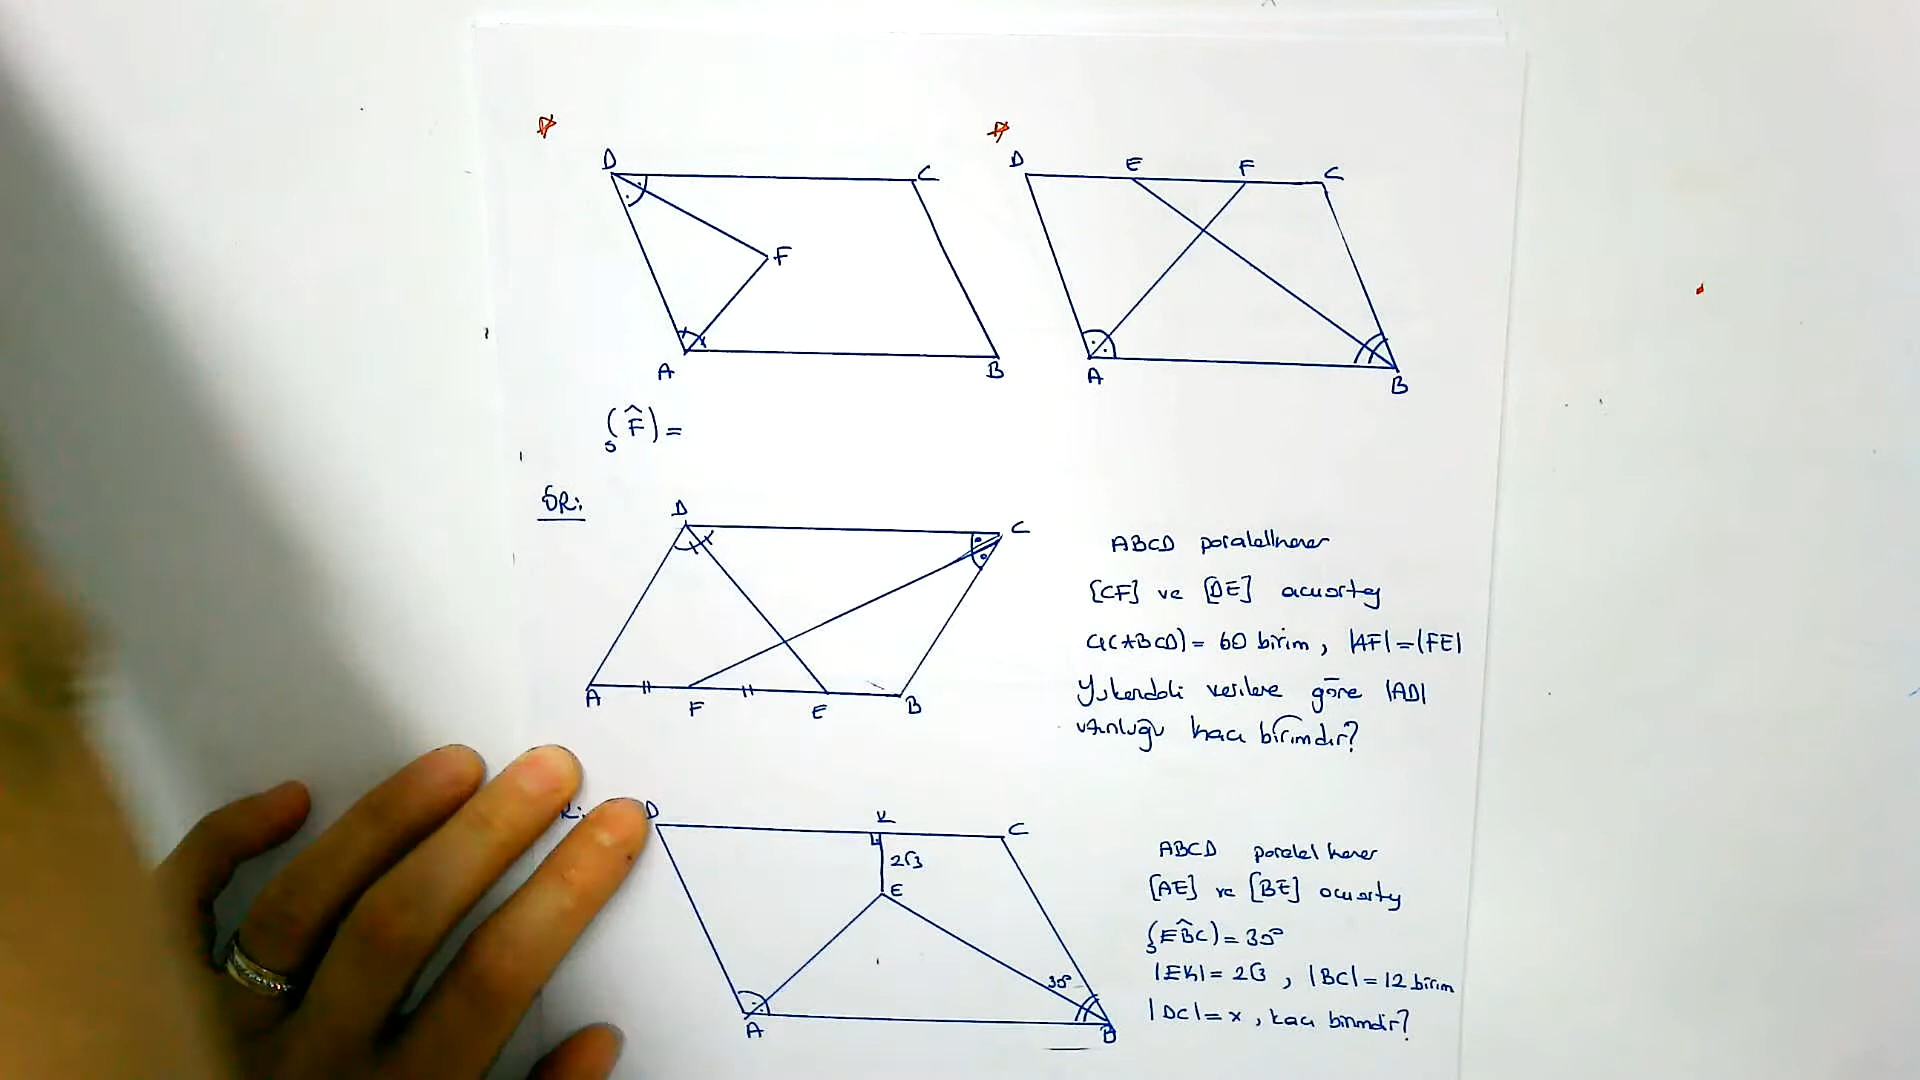 D C
F
A B
s(F̂) =
D E F C
A B
ÖR:
D C
A F E B
ABCD paralelkenar
[CF] ve [DE] açıortay
Ç(ABCD) = 60 birim, |AF| = |FE|
Yukarıdaki verilere göre |AD|
uzunluğu kaç birimdir?
R:
D K C
2√3
E
30°
A B
ABCD paralel kenar
[AE] ve [BE] açıortay
s(EB̂C) = 30°
|EK| = 2√3, |BC| = 12 birim
|DC| = x, kaç birimdir?